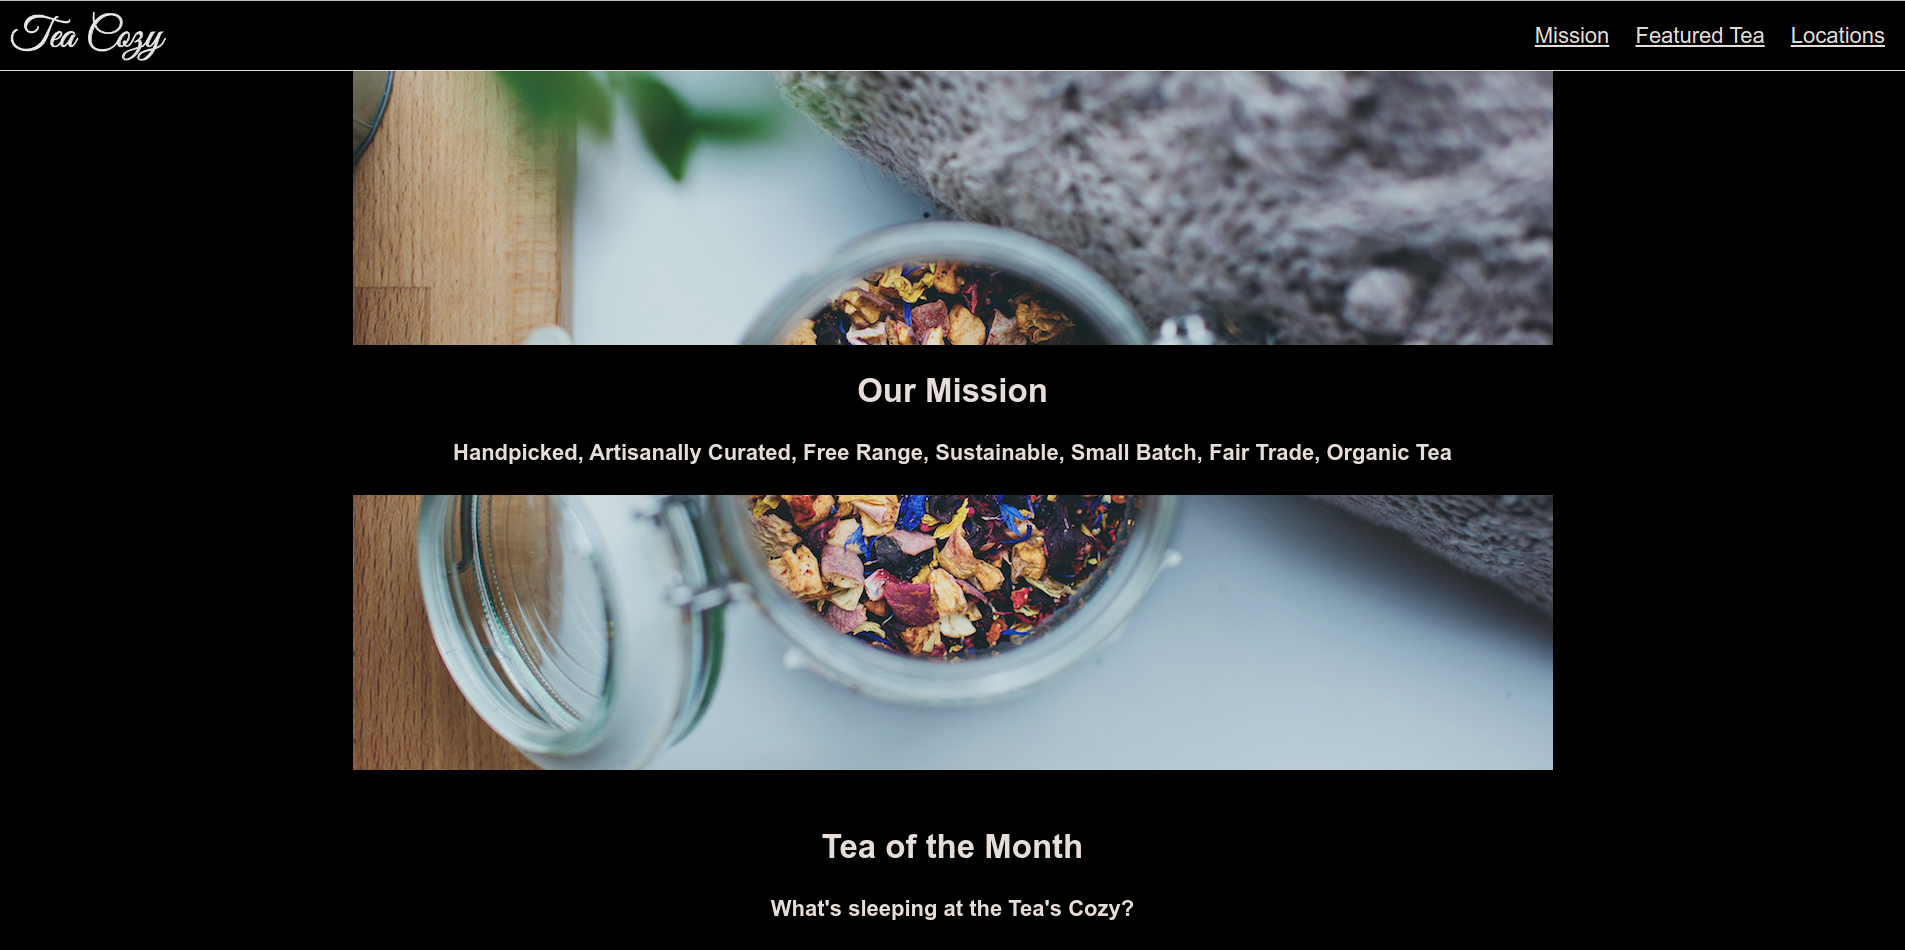 Tea Cozy
Mission Featured Tea Locations
Our Mission
Handpicked, Artisanally Curated, Free Range, Sustainable, Small Batch, Fair Trade, Organic Tea
Tea of the Month
What's sleeping at the Tea's Cozy?